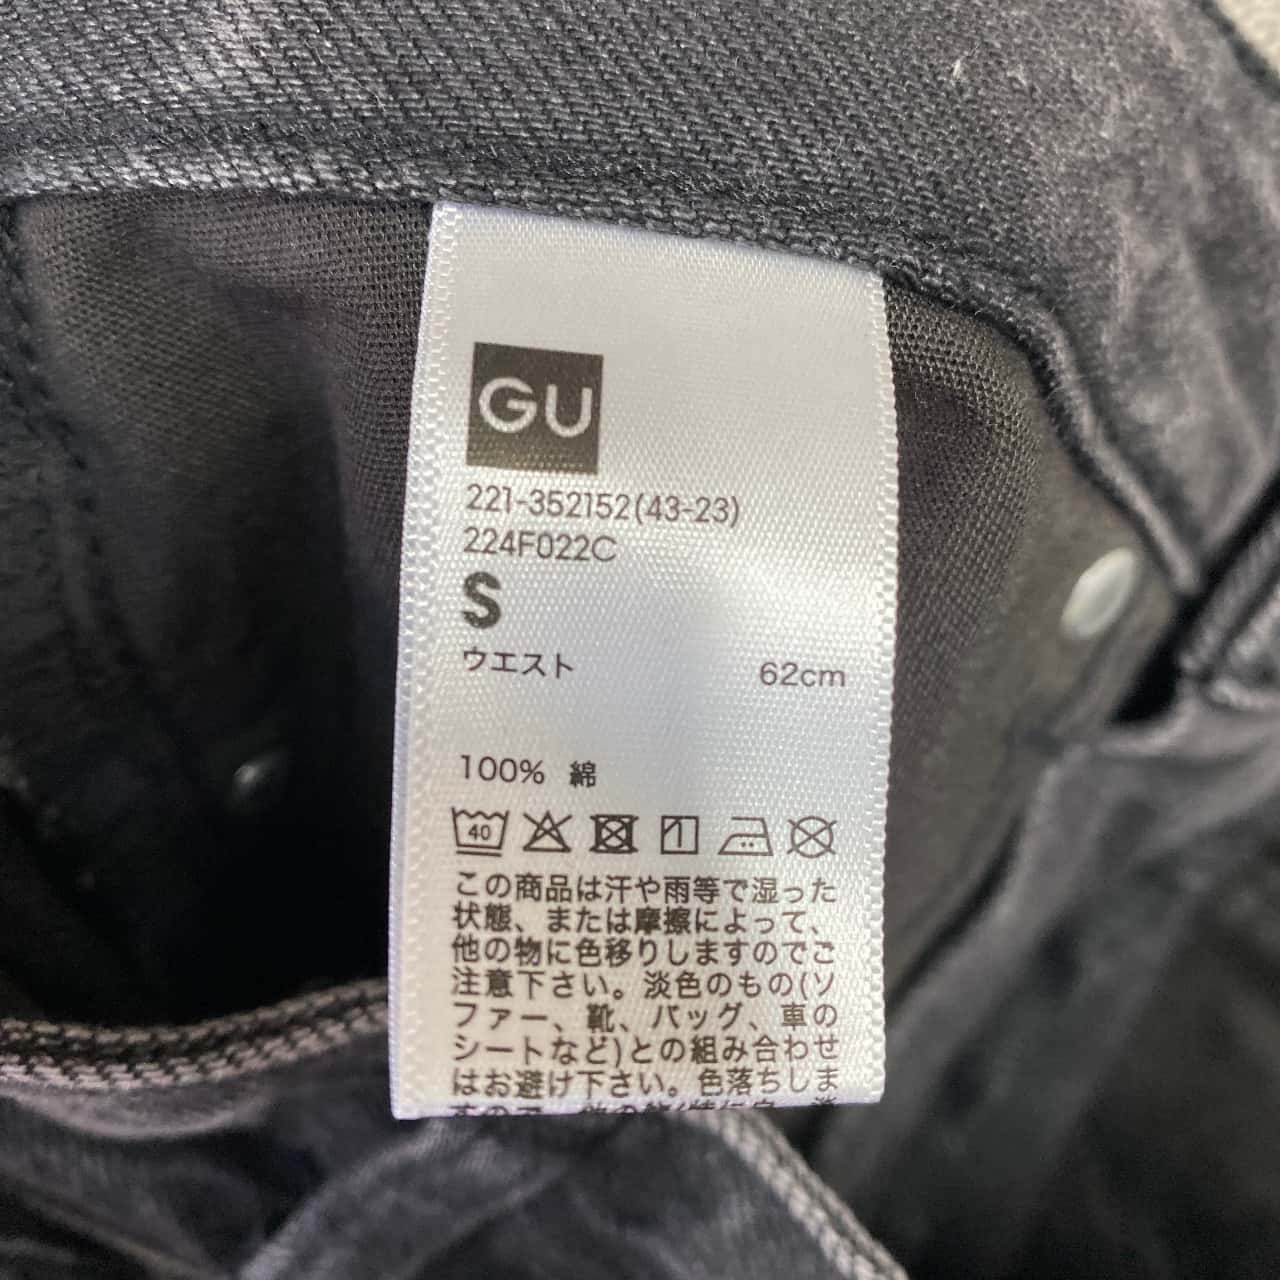 GU
221-352152(43-23)
224F022C
S
ウエスト 62cm
100% 綿
40
この商品は汗や雨等で湿った
状態、または摩擦によって、
他の物に色移りしますのでご
注意下さい。淡色のもの(ソ
ファー、靴、バッグ、車の
シートなど)との組み合わせ
はお避け下さい。色落ちしま